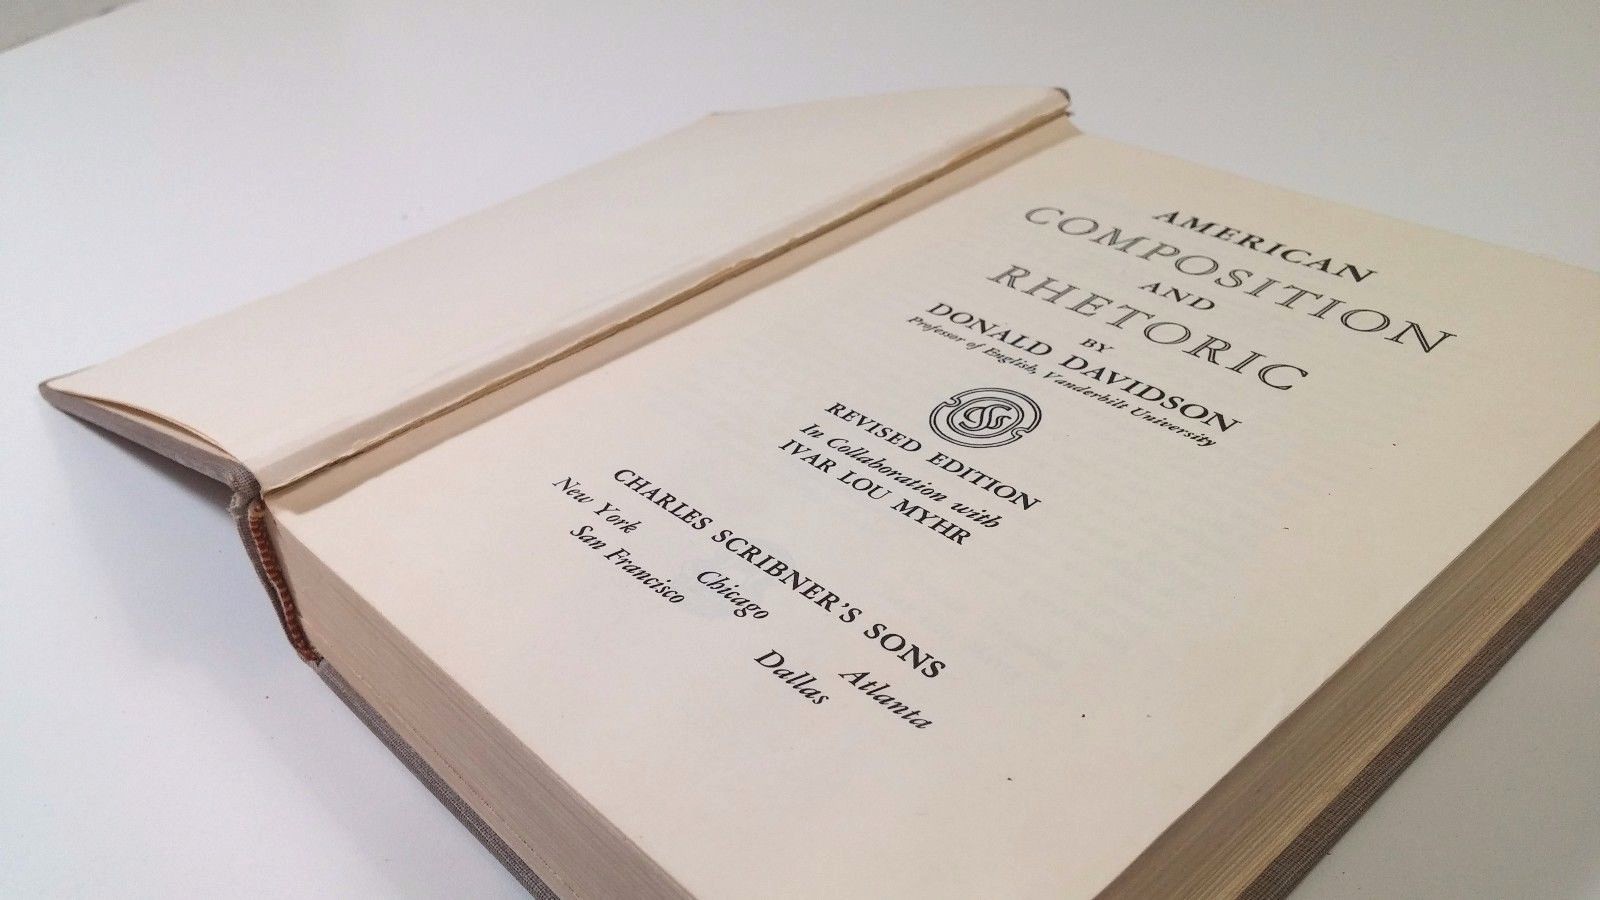 AMERICAN
COMPOSITION
AND
RHETORIC
BY
DONALD DAVIDSON
Professor of English, Vanderbilt University
REVISED EDITION
In Collaboration with
IVAR LOU MYHR
CHARLES SCRIBNER'S SONS
New York Chicago Atlanta
San Francisco Dallas